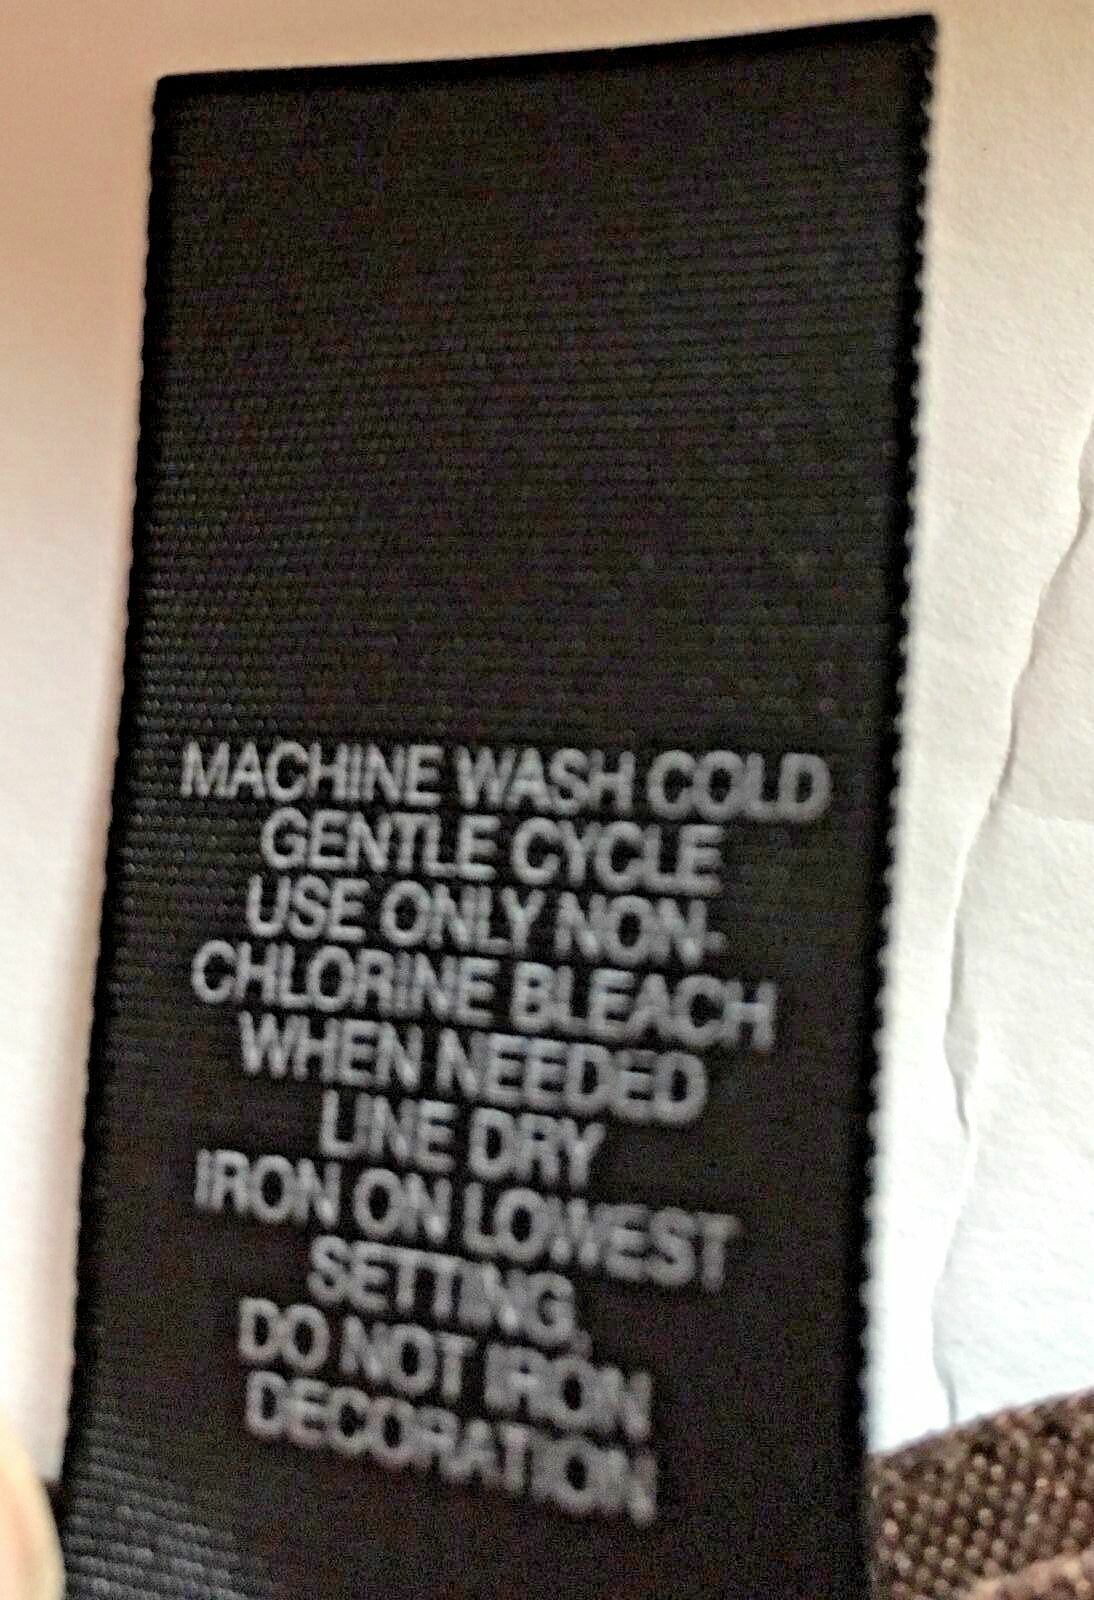 MACHINE WASH COLD
GENTLE CYCLE
USE ONLY NON-
CHLORINE BLEACH
WHEN NEEDED
LINE DRY
IRON ON LOWEST
SETTING,
DO NOT IRON
DECORATION